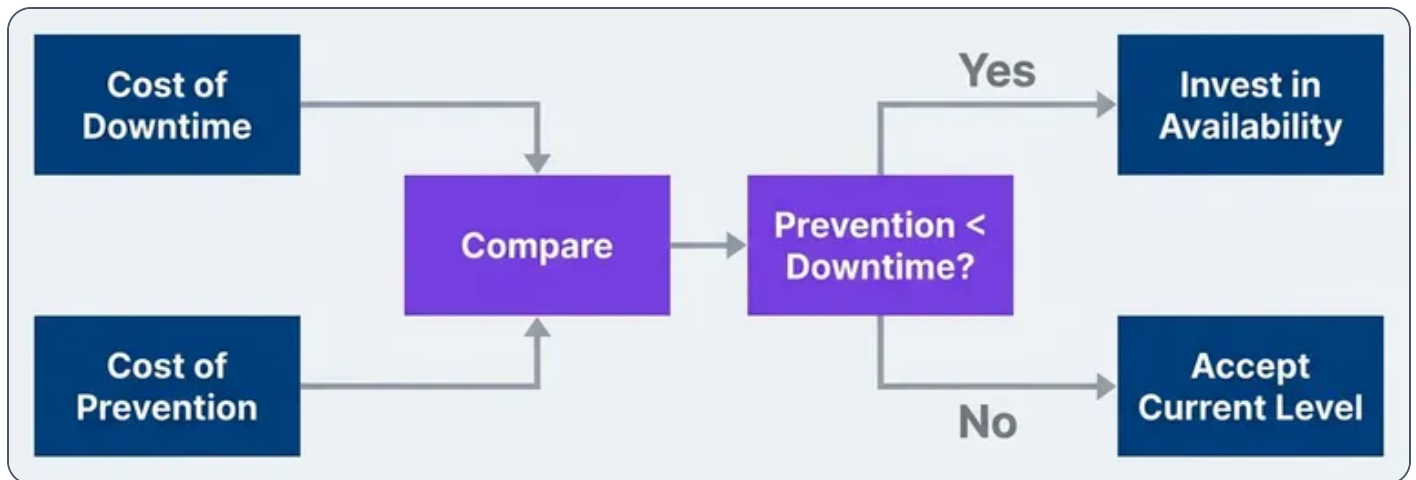 Cost of
Downtime
Yes
Invest in
Availability
Compare
Prevention <
Downtime?
Cost of
Prevention
No
Accept
Current Level